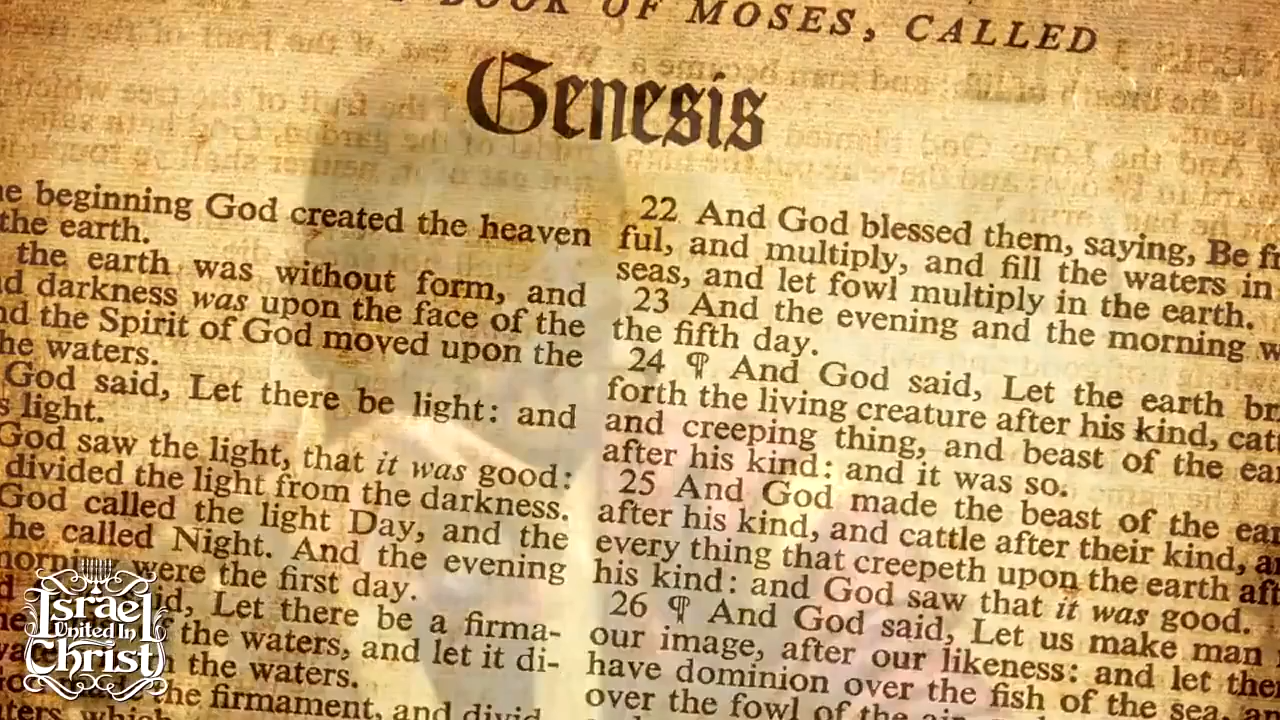 BOOK OF MOSES, CALLED
Genesis
beginning God created the heaven
the earth.
the earth was without form, and
darkness was upon the face of the
the Spirit of God moved upon the
waters.
God said, Let there be light: and
light.
God saw the light, that it was good:
divided the light from the darkness.
God called the light Day, and the
he called Night. And the evening
were the first day.
Let there be a firma-
the waters, and let it di-
the waters.
the firmament, and divid
22 And God blessed them, saying, Be
ful, and multiply, and fill the waters in
seas, and let fowl multiply in the earth.
23 And the evening and the morning
the fifth day.
24 ¶ And God said, Let the earth
forth the living creature after his kind,
and creeping thing, and beast of the
after his kind: and it was so.
25 And God made the beast of the
after his kind, and cattle after their kind,
every thing that creepeth upon the earth
his kind: and God saw that it was good.
26 ¶ And God said, Let us make man
our image, after our likeness: and let
have dominion over the fish of the sea,
over the fowl of the
Israel
United In
Christ